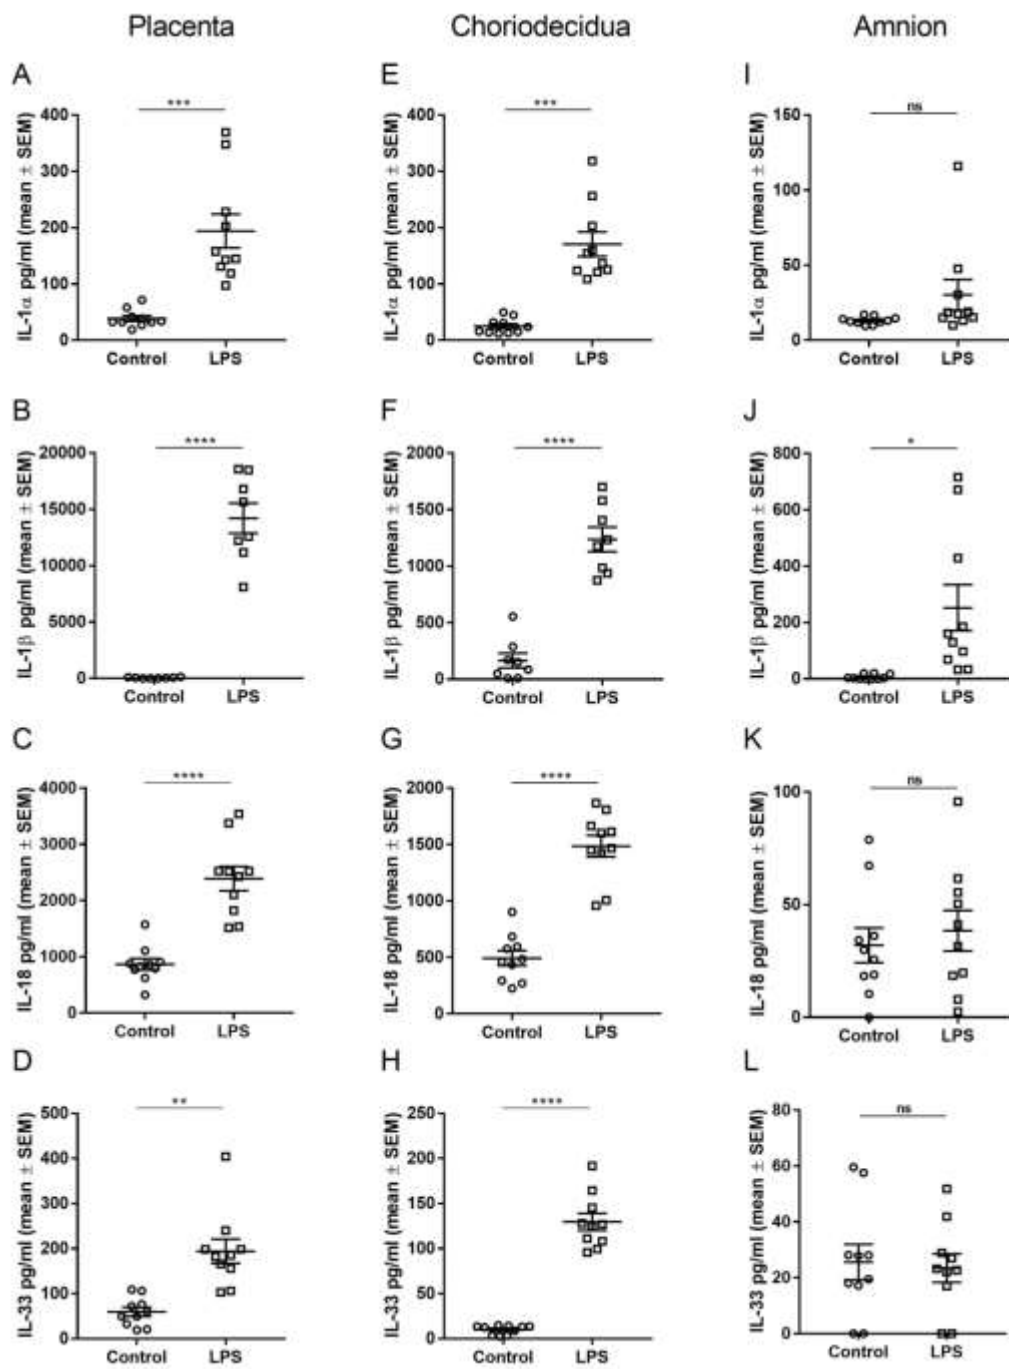 Placenta
Choriodecidua
Amnion
A
***
IL-1α pg/ml (mean ± SEM)
400
300
200
100
0
Control LPS
E
***
IL-1α pg/ml (mean ± SEM)
400
300
200
100
0
Control LPS
I
ns
IL-1α pg/ml (mean ± SEM)
150
100
50
0
Control LPS
B
****
IL-1β pg/ml (mean ± SEM)
20000
15000
10000
5000
0
Control LPS
F
****
IL-1β pg/ml (mean ± SEM)
2000
1500
1000
500
0
Control LPS
J
*
IL-1β pg/ml (mean ± SEM)
800
600
400
200
0
Control LPS
C
****
IL-18 pg/ml (mean ± SEM)
4000
3000
2000
1000
0
Control LPS
G
****
IL-18 pg/ml (mean ± SEM)
2000
1500
1000
500
0
Control LPS
K
ns
IL-18 pg/ml (mean ± SEM)
100
50
0
Control LPS
D
**
IL-33 pg/ml (mean ± SEM)
500
400
300
200
100
0
Control LPS
H
****
IL-33 pg/ml (mean ± SEM)
250
200
150
100
50
0
Control LPS
L
ns
IL-33 pg/ml (mean ± SEM)
80
60
40
20
0
Control LPS